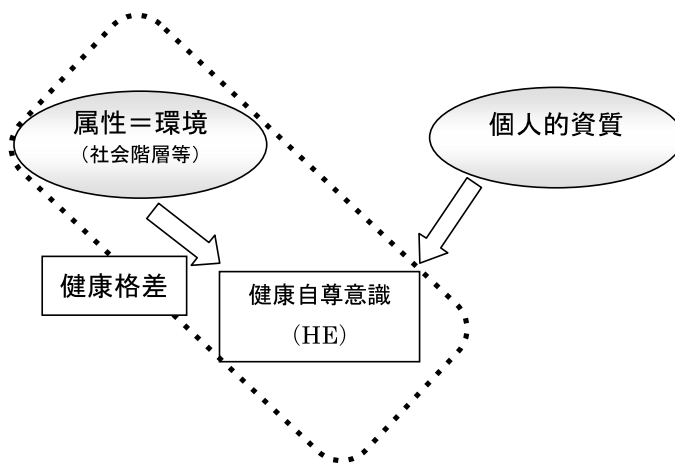 属性＝環境
（社会階層等）
個人的資質
健康格差
健康自尊意識
（HE）